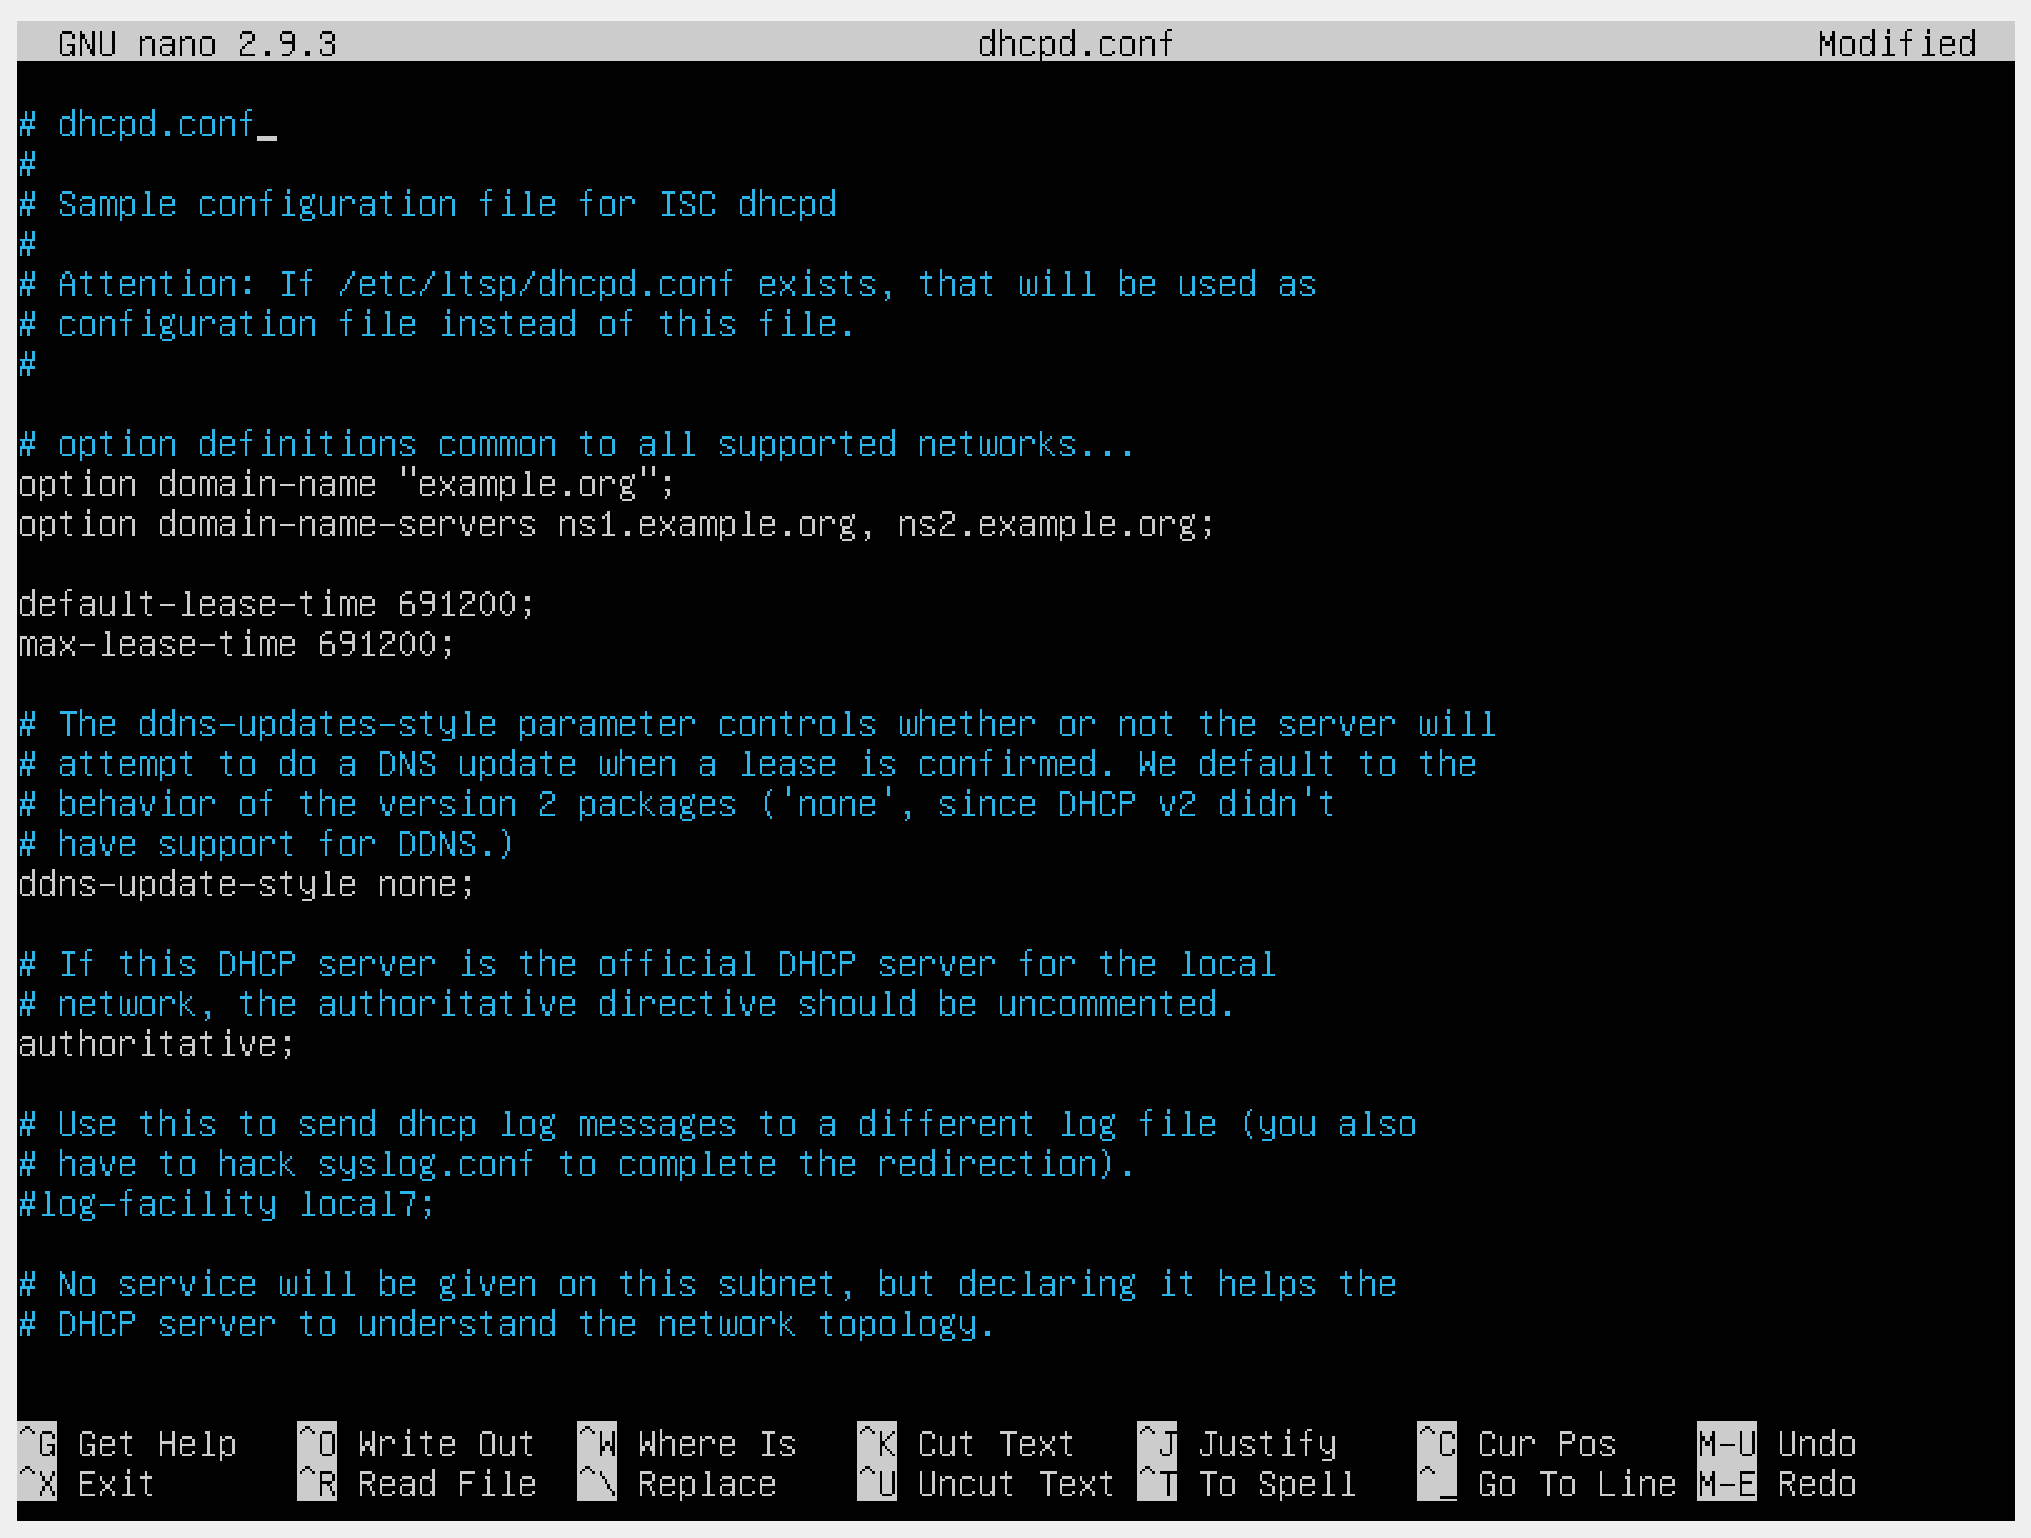 GNU nano 2.9.3 dhcpd.conf Modified
# dhcpd.conf_
#
# Sample configuration file for ISC dhcpd
#
# Attention: If /etc/ltsp/dhcpd.conf exists, that will be used as
# configuration file instead of this file.
#
# option definitions common to all supported networks...
option domain-name "example.org";
option domain-name-servers ns1.example.org, ns2.example.org;
default-lease-time 691200;
max-lease-time 691200;
# The ddns-updates-style parameter controls whether or not the server will
# attempt to do a DNS update when a lease is confirmed. We default to the
# behavior of the version 2 packages ('none', since DHCP v2 didn't
# have support for DDNS.)
ddns-update-style none;
# If this DHCP server is the official DHCP server for the local
# network, the authoritative directive should be uncommented.
authoritative;
# Use this to send dhcp log messages to a different log file (you also
# have to hack syslog.conf to complete the redirection).
#log-facility local7;
# No service will be given on this subnet, but declaring it helps the
# DHCP server to understand the network topology.
^G Get Help ^O Write Out ^W Where Is ^K Cut Text ^J Justify ^C Cur Pos M-U Undo
^X Exit ^R Read File ^\ Replace ^U Uncut Text ^T To Spell ^_ Go To Line M-E Redo